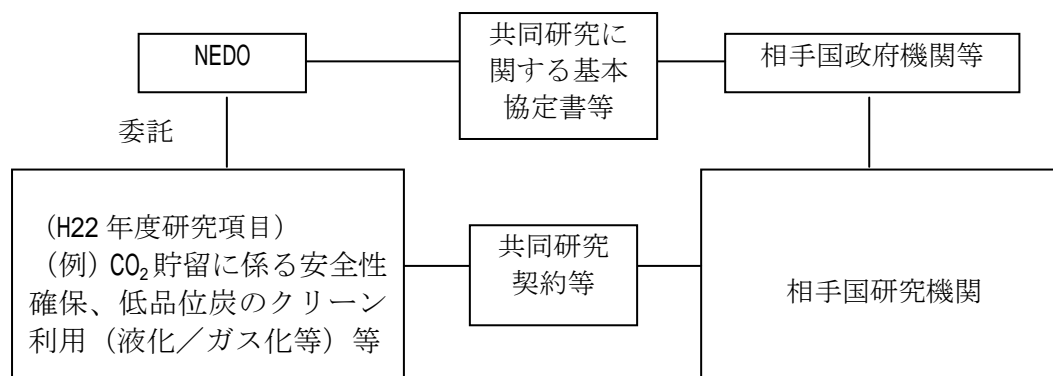 NEDO
共同研究に
関する基本
協定書等
相手国政府機関等
委託
（H22 年度研究項目）
（例）CO₂貯留に係る安全性
確保、低品位炭のクリーン
利用（液化／ガス化等）等
共同研究
契約等
相手国研究機関